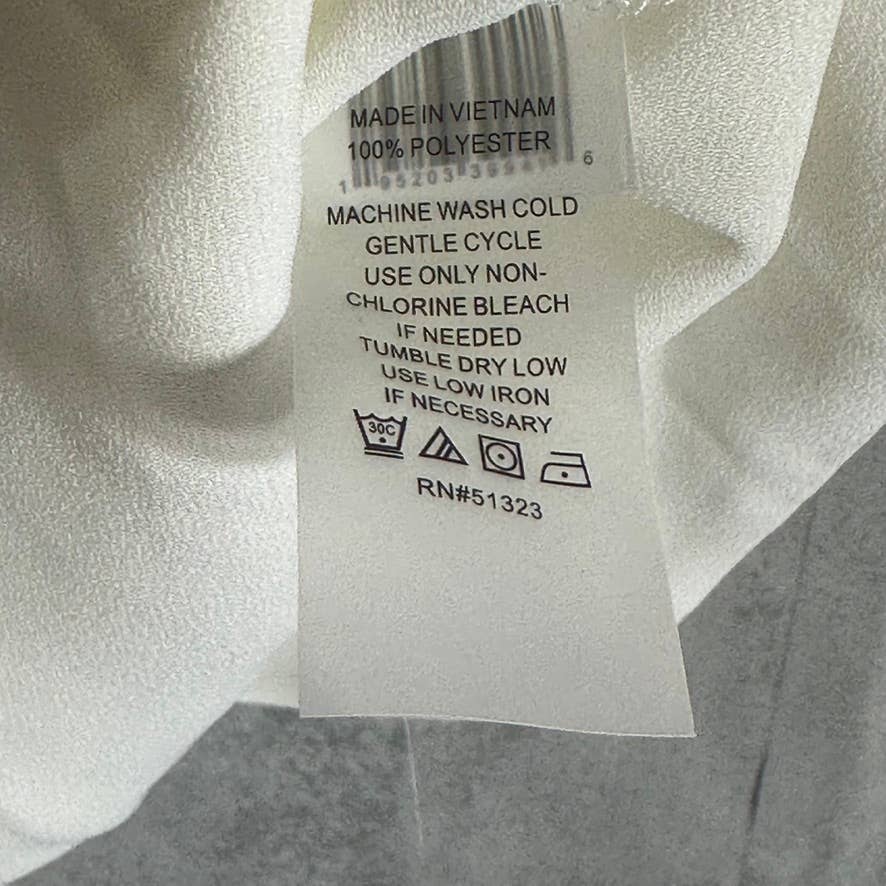 MADE IN VIETNAM
100% POLYESTER
6
MACHINE WASH COLD
GENTLE CYCLE
USE ONLY NON-
CHLORINE BLEACH
IF NEEDED
TUMBLE DRY LOW
USE LOW IRON
IF NECESSARY
30C
RN#51323